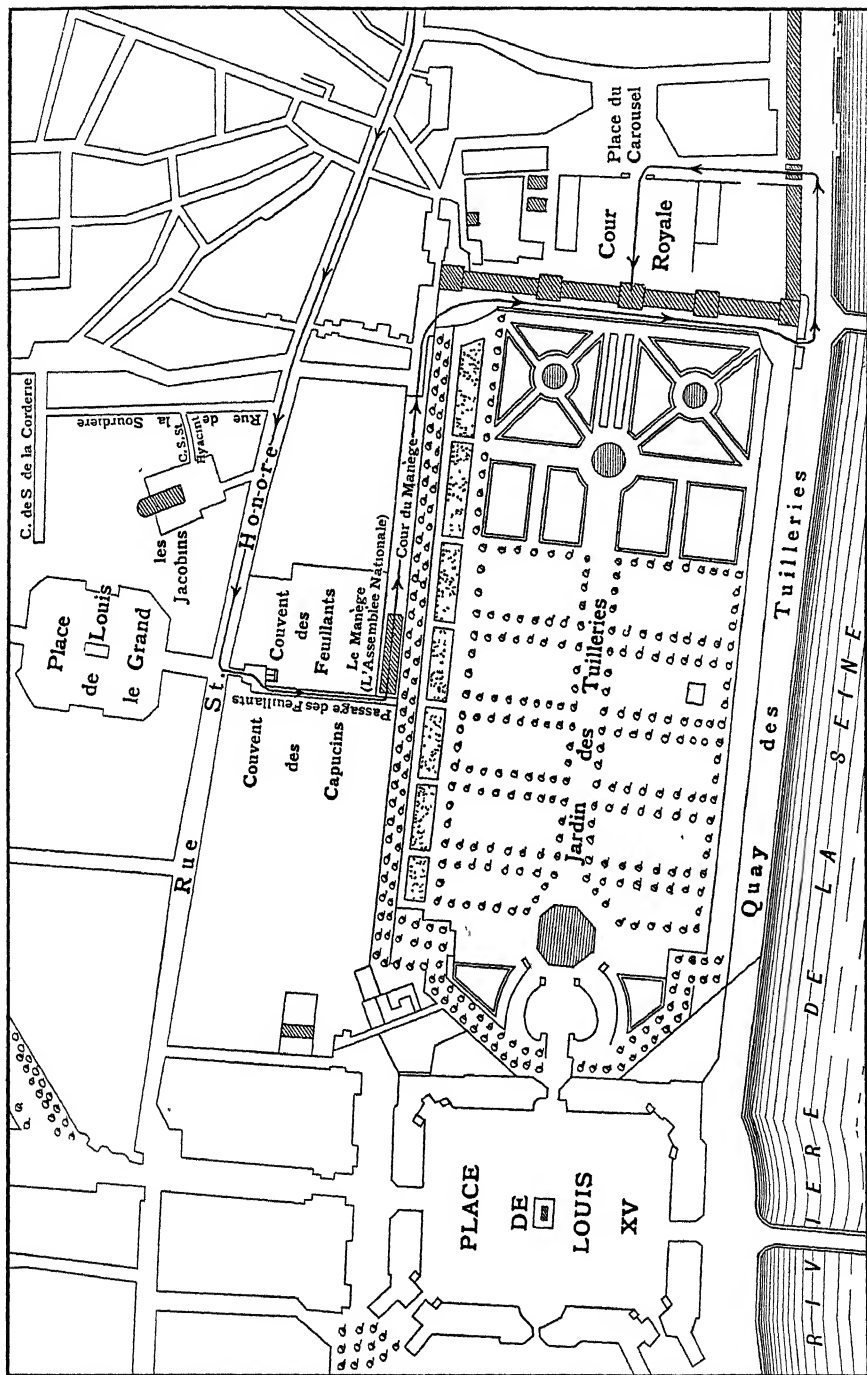 C. de S de la Corderie
Rue de la Sourdiere
C. S. St.
Hyacint
les
Jacobins
Place
de Louis
le Grand
Rue St. Honore
Couvent
des
Feuillants
Le Manège
(L'Assemblee Nationale)
Passage des Feuillants
Couvent
des
Capucins
Cour du Manège
Place du
Carousel
Cour
Royale
Jardin des Tuilleries
Quay des Tuilleries
RIVIERE DE LA SEINE
PLACE
DE
LOUIS
XV